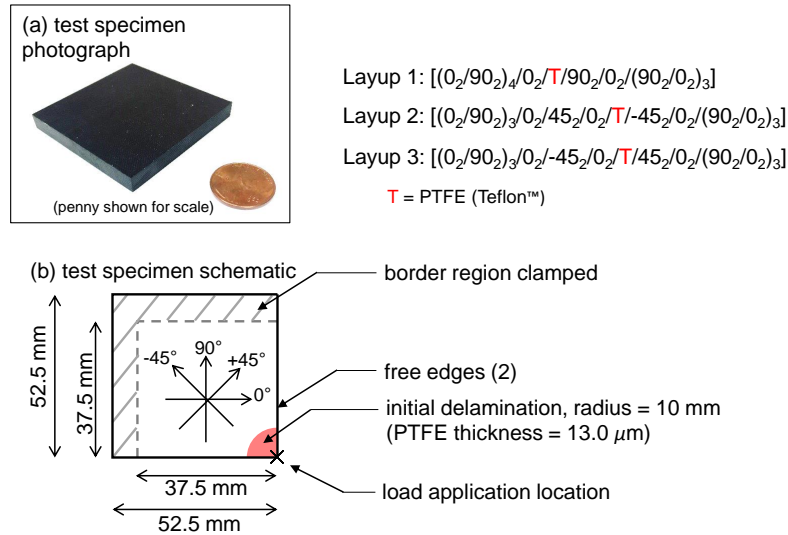 (a) test specimen
photograph
(penny shown for scale)
Layup 1: [(0₂/90₂)₄/0₂/T/90₂/0₂/(90₂/0₂)₃]
Layup 2: [(0₂/90₂)₃/0₂/45₂/0₂/T/-45₂/0₂/(90₂/0₂)₃]
Layup 3: [(0₂/90₂)₃/0₂/-45₂/0₂/T/45₂/0₂/(90₂/0₂)₃]
T = PTFE (Teflon™)
(b) test specimen schematic
border region clamped
-45°
90°
+45°
0°
52.5 mm
37.5 mm
free edges (2)
initial delamination, radius = 10 mm
(PTFE thickness = 13.0 μm)
37.5 mm
load application location
52.5 mm